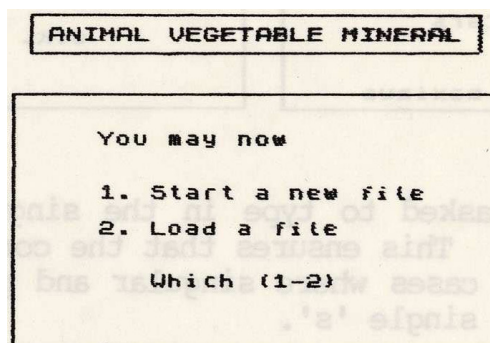 ANIMAL VEGETABLE MINERAL
You may now
1. Start a new file
2. Load a file
Which (1-2)